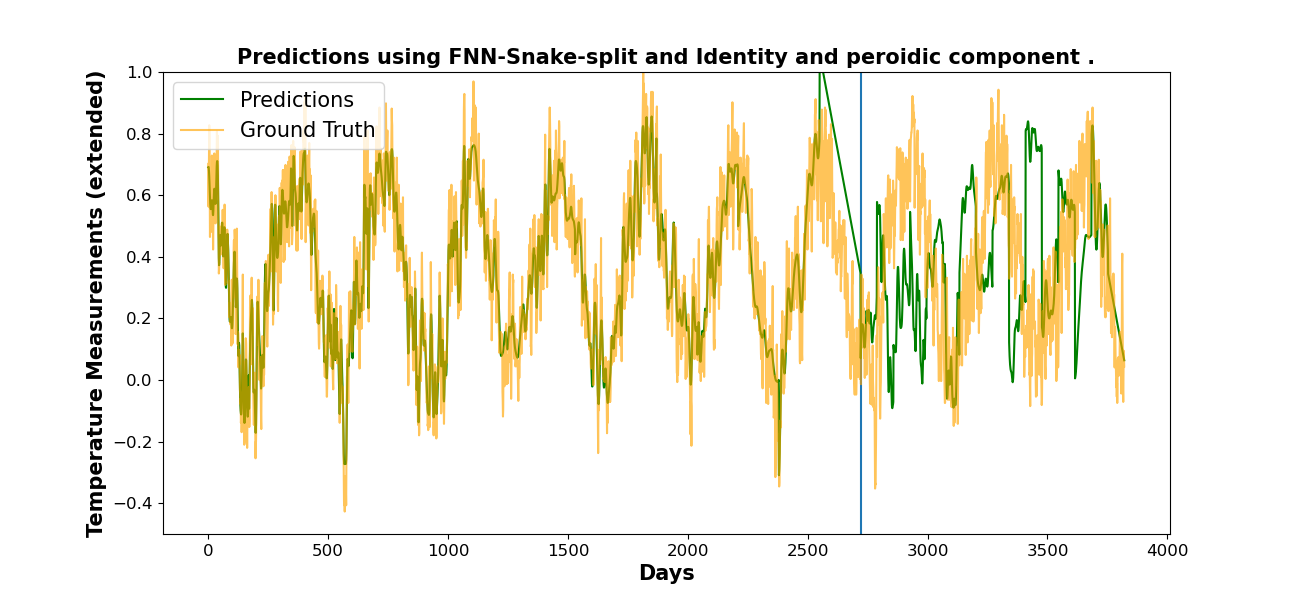 Predictions using FNN-Snake-split and Identity and peroidic component .
Temperature Measurements (extended)
1.0
0.8
0.6
0.4
0.2
0.0
−0.2
−0.4
Predictions
Ground Truth
0 500 1000 1500 2000 2500 3000 3500 4000
Days